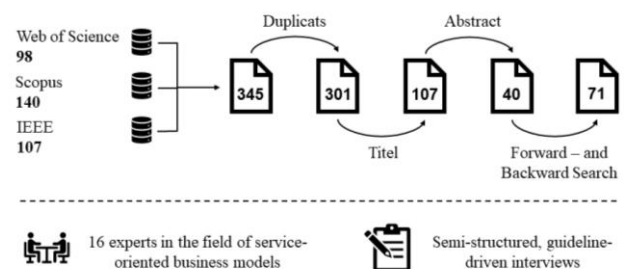 Duplicats
Abstract
Web of Science
98
Scopus
140
IEEE
107
345
301
107
40
71
Titel
Forward – and
Backward Search
16 experts in the field of service-
oriented business models
Semi-structured, guideline-
driven interviews